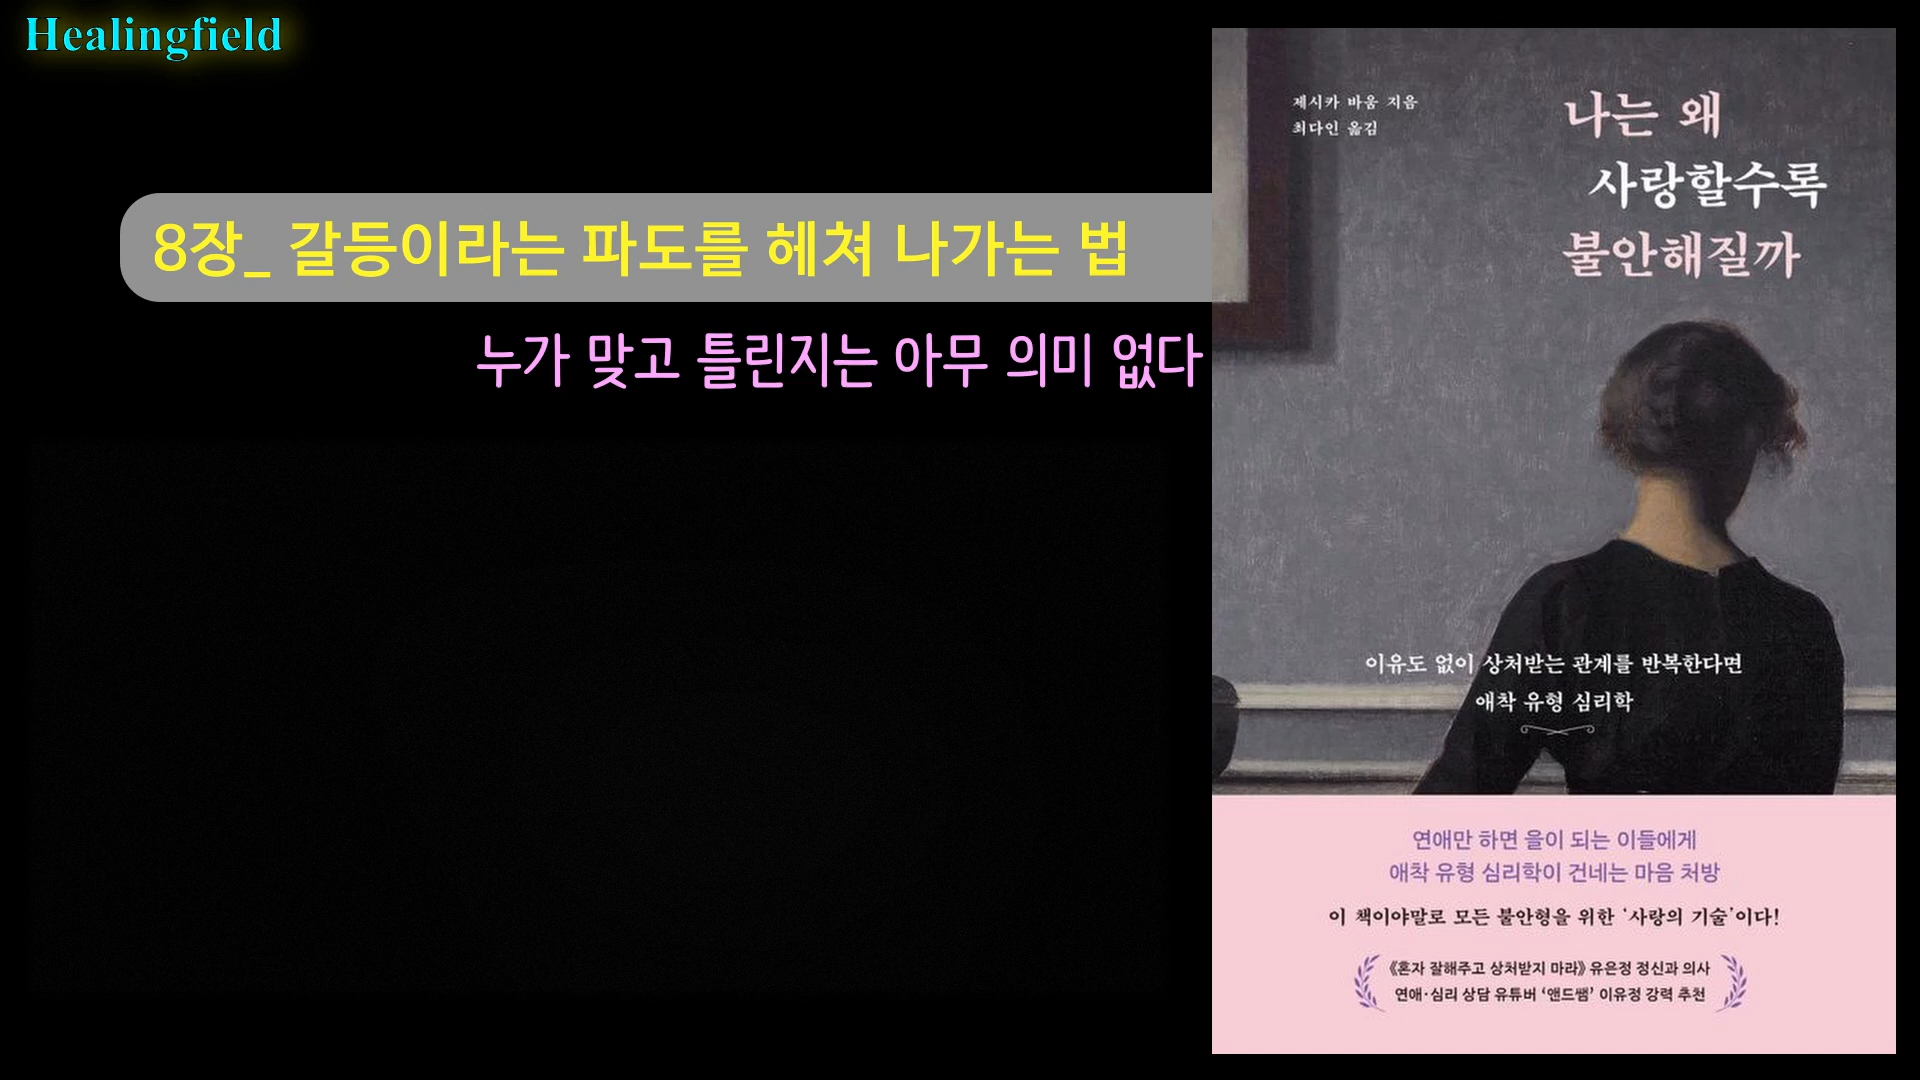 Healingfield
8장_ 갈등이라는 파도를 헤쳐 나가는 법
누가 맞고 틀린지는 아무 의미 없다
제시카 바움 지음
최다인 옮김
나는 왜
사랑할수록
불안해질까
이유도 없이 상처받는 관계를 반복한다면
애착 유형 심리학
연애만 하면 을이 되는 이들에게
애착 유형 심리학이 건네는 마음 처방
이 책이야말로 모든 불안형을 위한 ‘사랑의 기술’이다!
《혼자 잘해주고 상처받지 마라》 유은정 정신과 의사
연애·심리 상담 유튜버 ‘앤드쌤’ 이유정 강력 추천